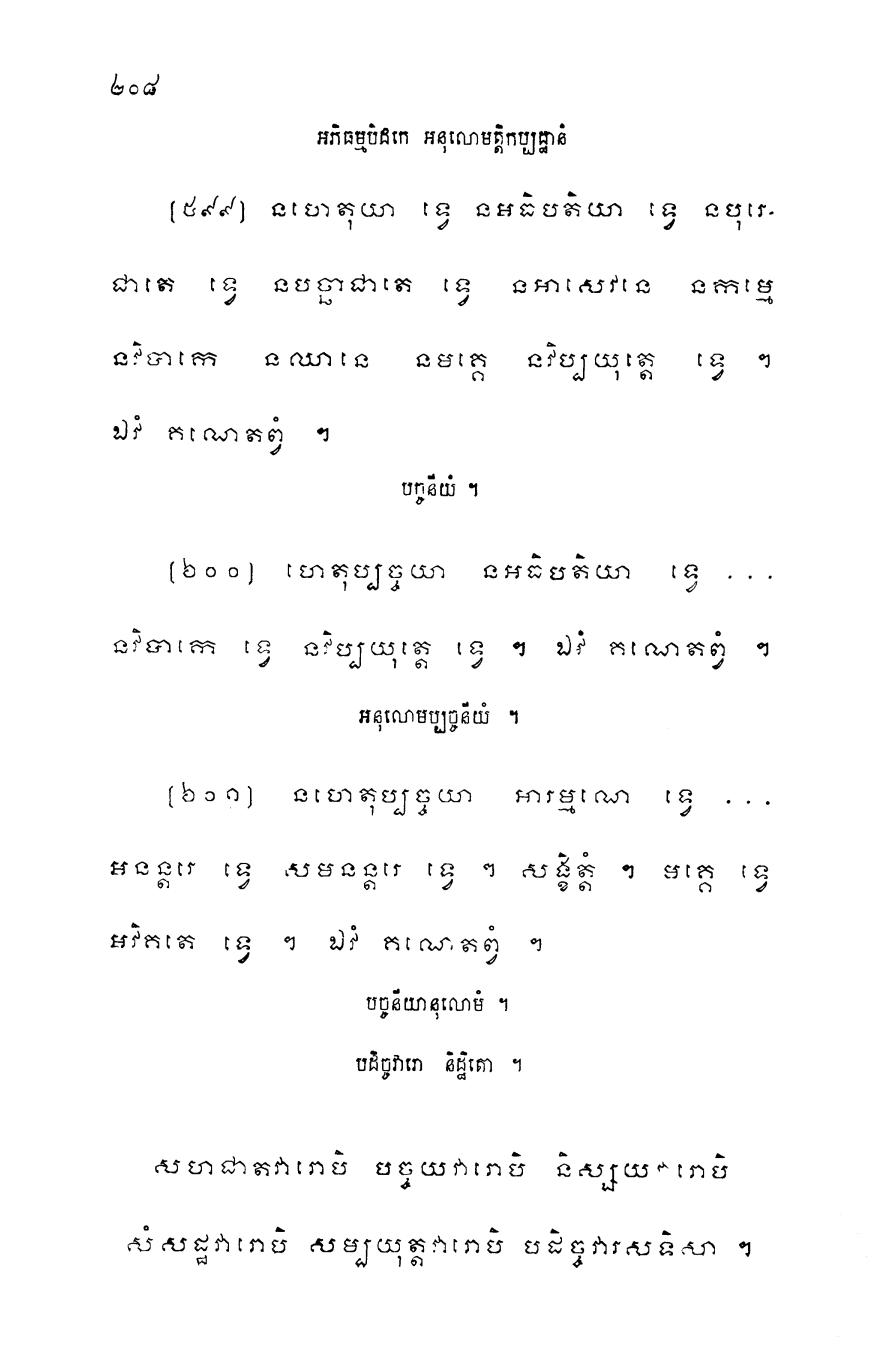 ២០៨
អភិធម្មបិដកេ អនុលោមត្តិកប្បដ្ឋានំ
[៥៩៩] នហេតុយា ទ្វេ នអធិបតិយា ទ្វេ នបុរេ-
ជាតេ ទ្វេ នបច្ឆាជាតេ ទ្វេ នអាសេវនេ នកម្មេ
នវិបាកេ នឈានេ នមគ្គេ នវិប្បយុត្តេ ទ្វេ ។
ឯវំ គណេតព្វំ ។
បច្ចនីយំ ។
[៦០០] ហេតុប្បច្ចយា នអធិបតិយា ទ្វេ ...
នវិបាកេ ទ្វេ នវិប្បយុត្តេ ទ្វេ ។ ឯវំ គណេតព្វំ ។
អនុលោមប្បច្ចនីយំ ។
[៦០១] នហេតុប្បច្ចយា អារម្មណេ ទ្វេ ...
អនន្តរេ ទ្វេ សមនន្តរេ ទ្វេ ។ សង្ខិត្តំ ។ មគ្គេ ទ្វេ
អវិគតេ ទ្វេ ។ ឯវំ គណេតព្វំ ។
បច្ចនីយានុលោមំ ។
បដិច្ចវារោ និដ្ឋិតោ ។
សហជាតវារោបិ បច្ចយវារោបិ និស្សយវារោបិ
សំសដ្ឋវារោបិ សម្បយុត្តវារោបិ បដិច្ចវារសទិសា ។